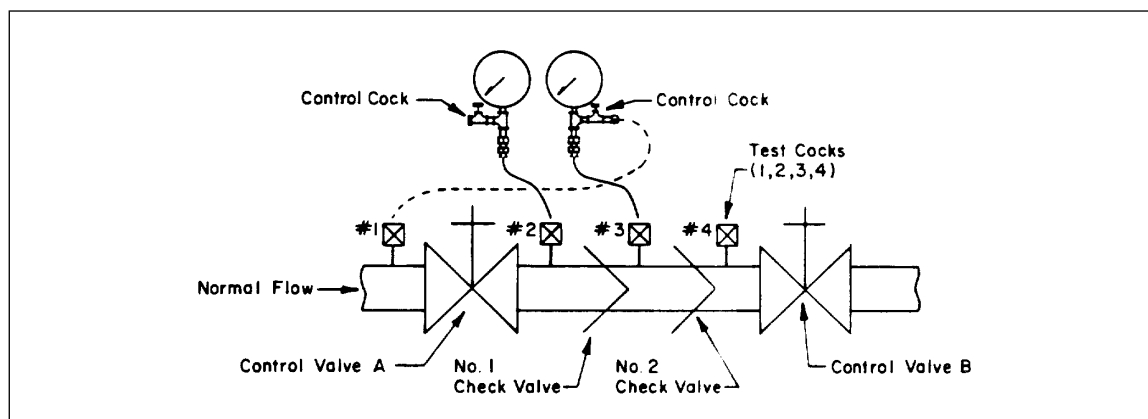 Control Cock
Control Cock
Test Cocks
(1,2,3,4)
#1
#2
#3
#4
Normal Flow
Control Valve A
No. 1
Check Valve
No. 2
Check Valve
Control Valve B